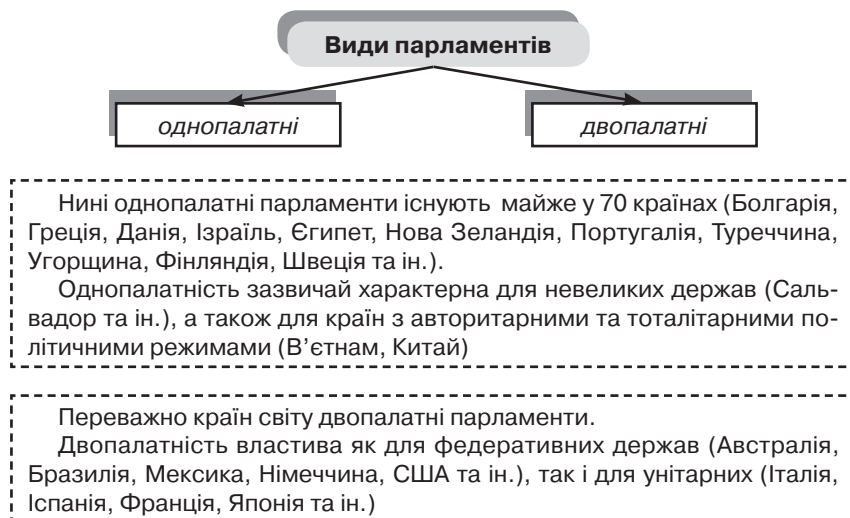 Види парламентів
однопалатні
двопалатні
Нині однопалатні парламенти існують майже у 70 країнах (Болгарія,
Греція, Данія, Ізраїль, Єгипет, Нова Зеландія, Португалія, Туреччина,
Угорщина, Фінляндія, Швеція та ін.).
Однопалатність зазвичай характерна для невеликих держав (Саль-
вадор та ін.), а також для країн з авторитарними та тоталітарними по-
літичними режимами (В’єтнам, Китай)
Переважно країн світу двопалатні парламенти.
Двопалатність властива як для федеративних держав (Австралія,
Бразилія, Мексика, Німеччина, США та ін.), так і для унітарних (Італія,
Іспанія, Франція, Японія та ін.)